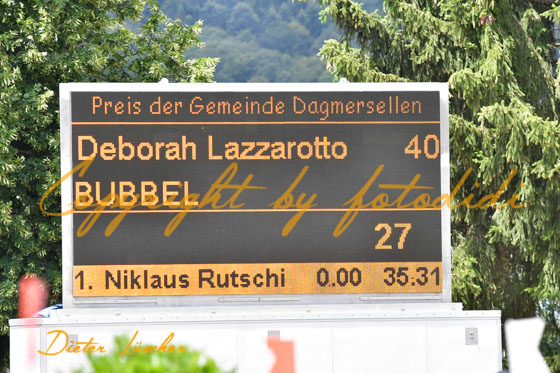 Preis der Gemeinde Dagmersellen
Deborah Lazzarotto 40
BUBBEL
Copyright by fotodidi
27
1. Niklaus Rutschi 0.00 35:31
Dieter Lüscher